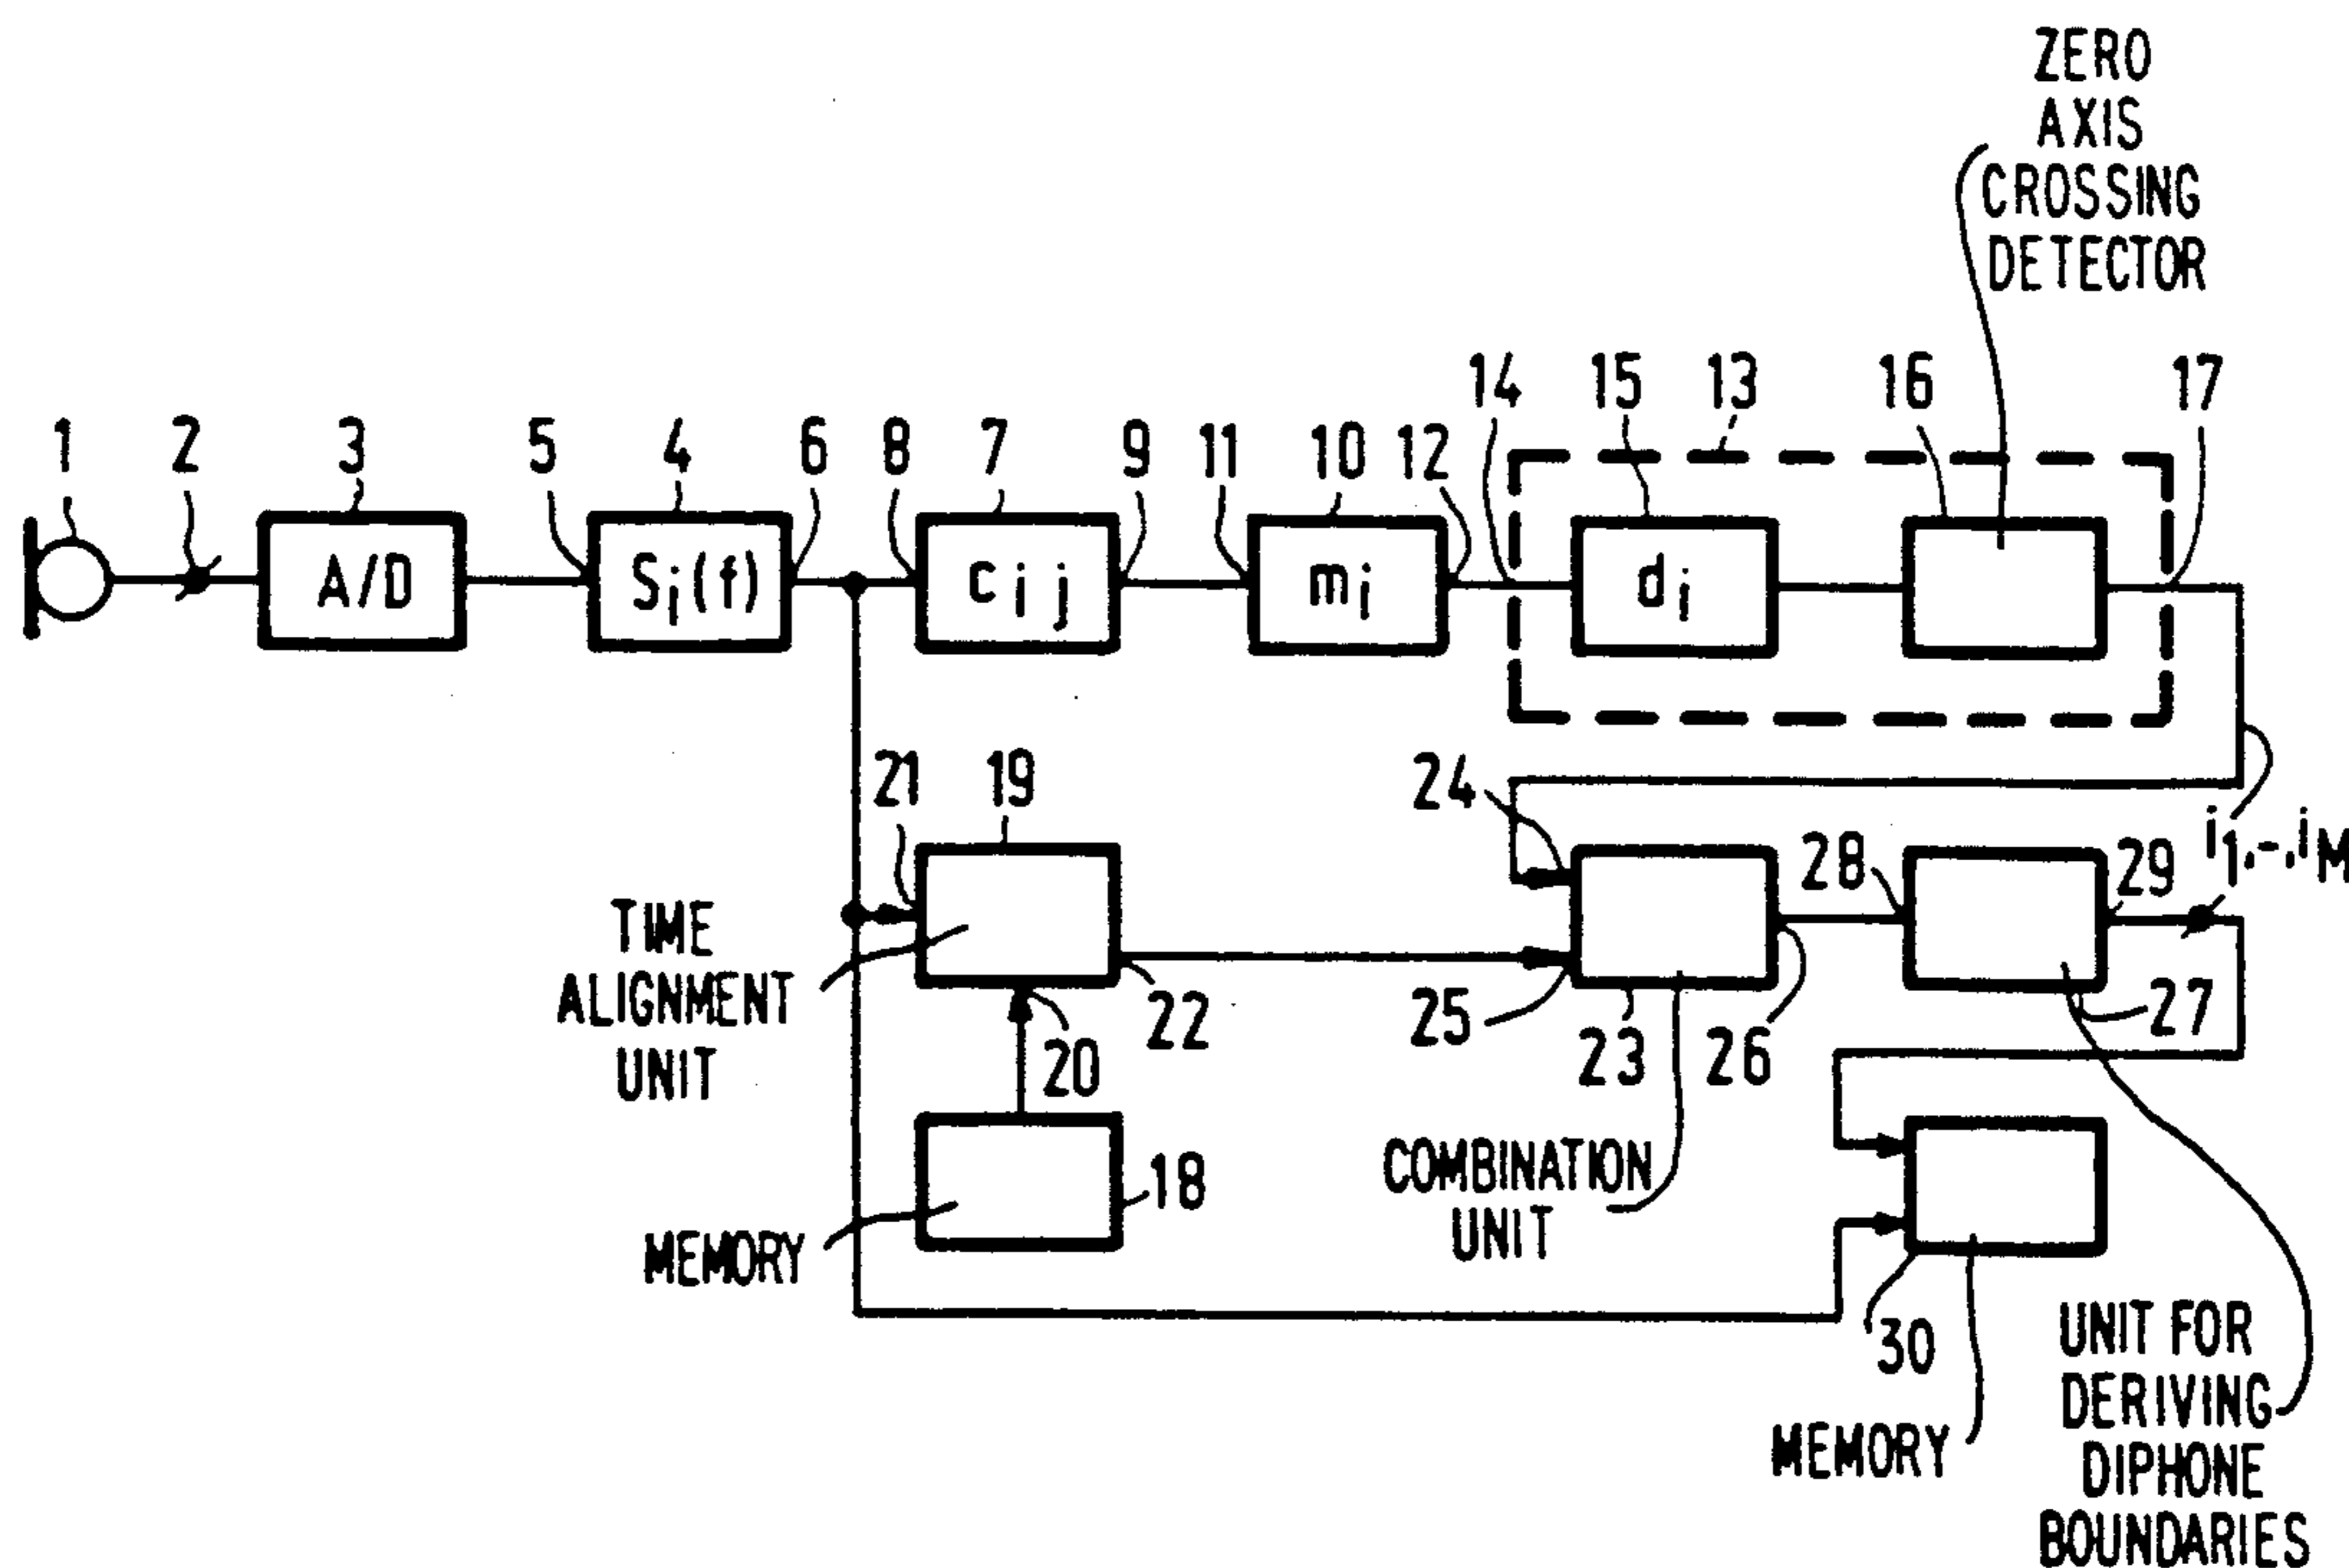 ZERO
AXIS
CROSSING
DETECTOR
14 15 13 16 17
1 2 3 5 4 6 8 7 9 11 10 12
A/D
Si(f)
cij
mi
di
21 19
24
28 29 i1,-,iM
TIME
ALIGNMENT
UNIT
22 25 23 26 27
20
18
MEMORY
COMBINATION
UNIT
30
MEMORY
UNIT FOR
DERIVING
DIPHONE
BOUNDARIES